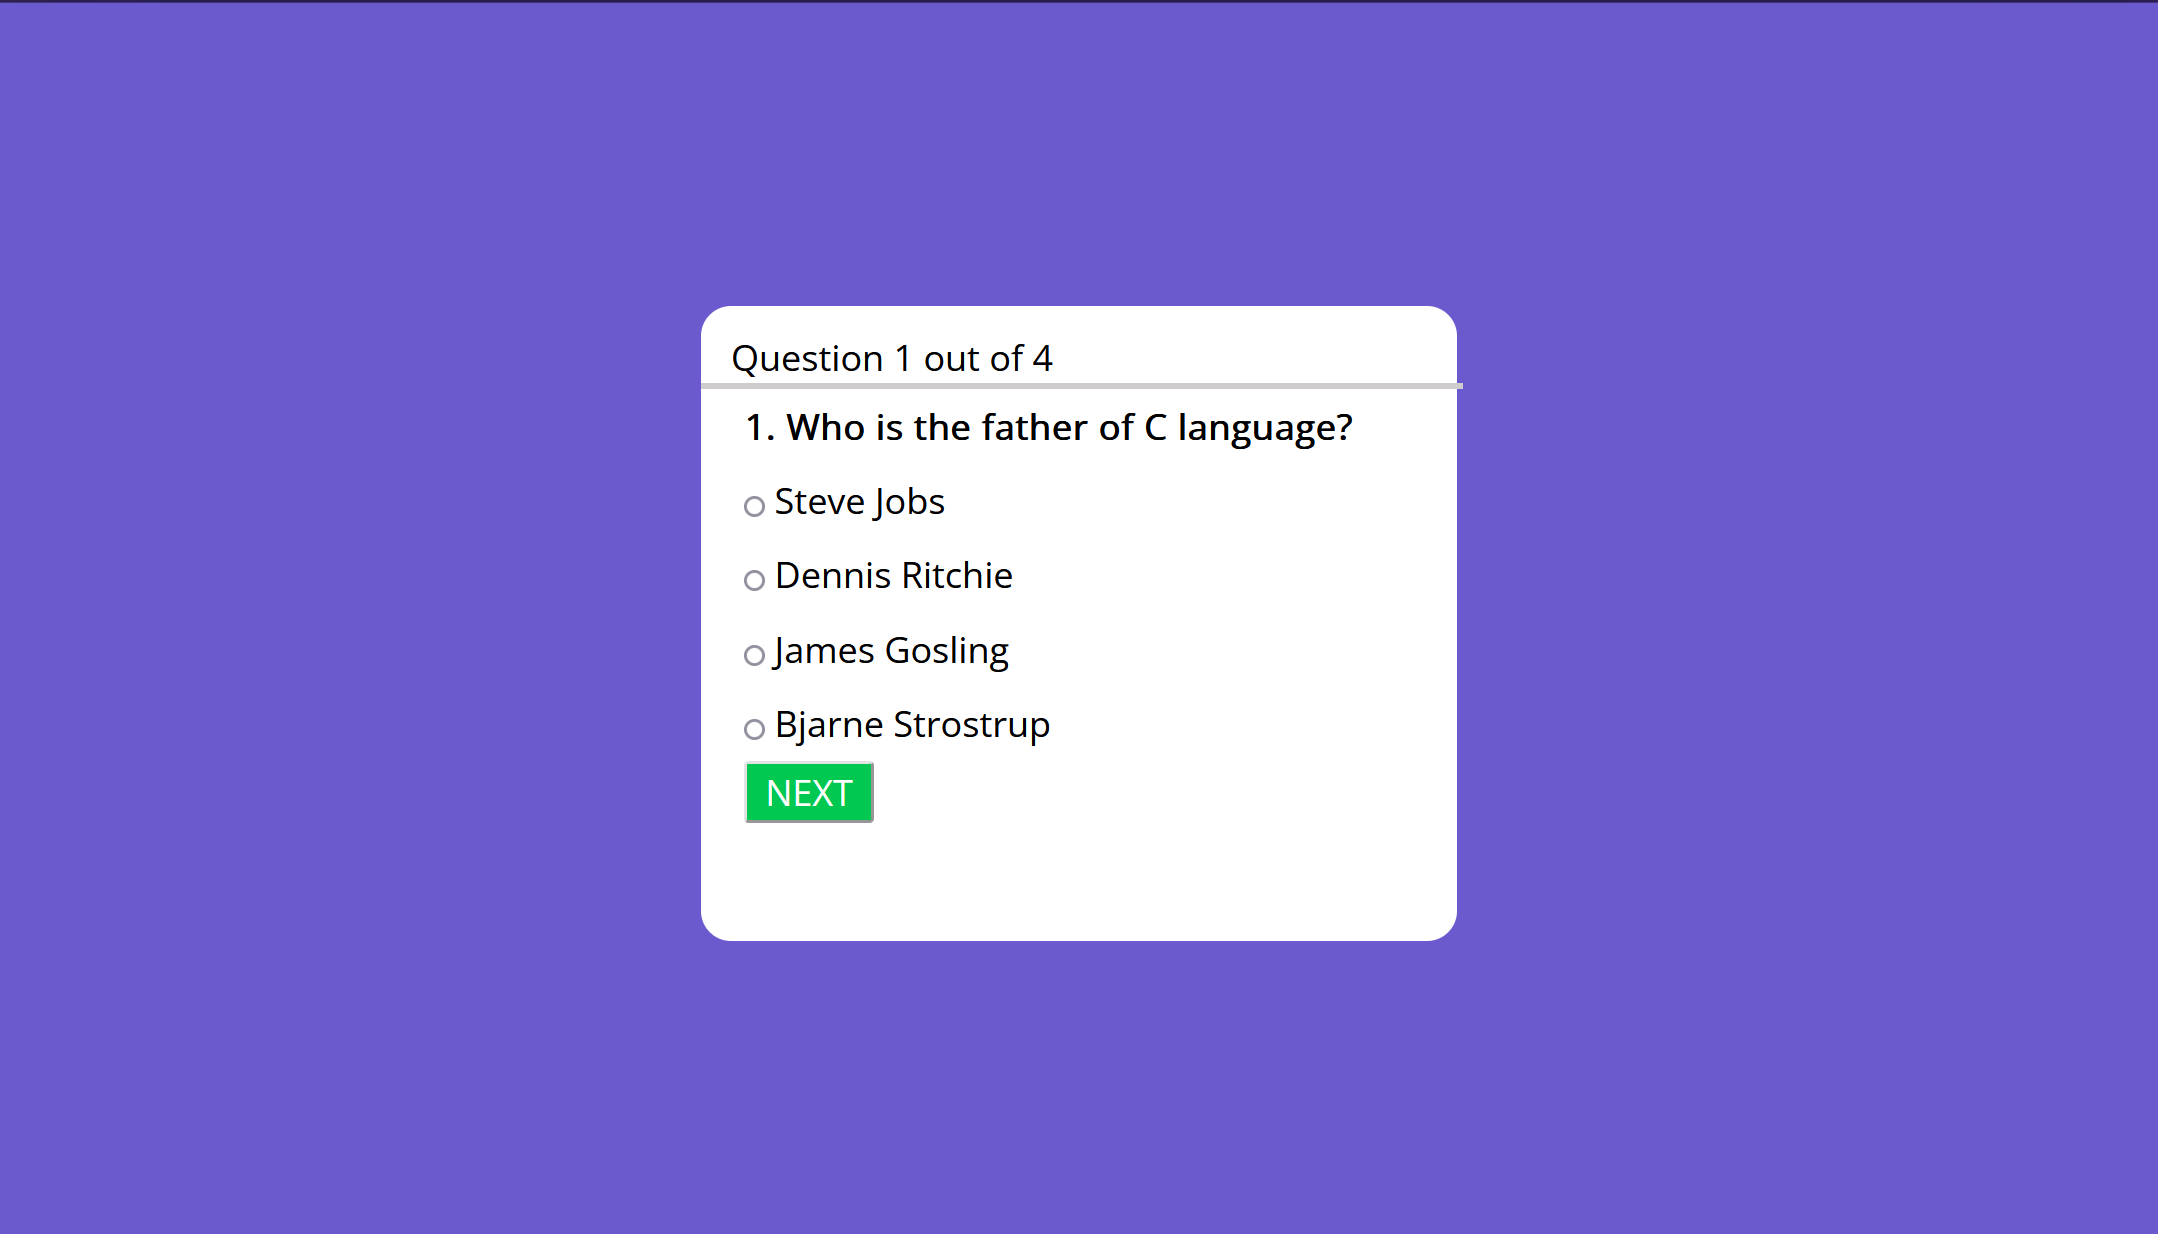 Question 1 out of 4
1. Who is the father of C language?
Steve Jobs
Dennis Ritchie
James Gosling
Bjarne Strostrup
NEXT